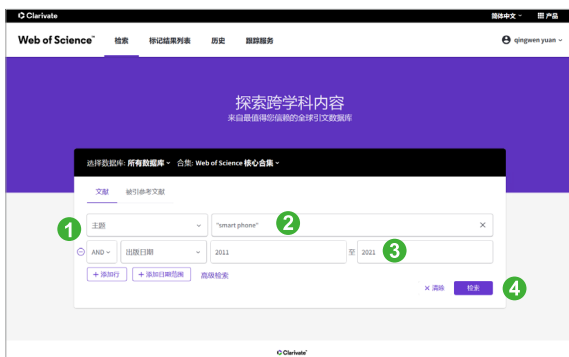 Clarivate 简体中文 产品
Web of Science™ 检索 标记结果列表 历史 跟踪服务 qingwen yuan
探索跨学科内容
来自最值得您信赖的全球引文数据库
选择数据库: 所有数据库 合集: Web of Science 核心合集
文献 被引参考文献
1 主题 "smart phone" 2 ×
AND 出版日期 2011 至 2021 3
+ 添加行 + 添加日期范围 高级检索
× 清除 检索 4
Clarivate™